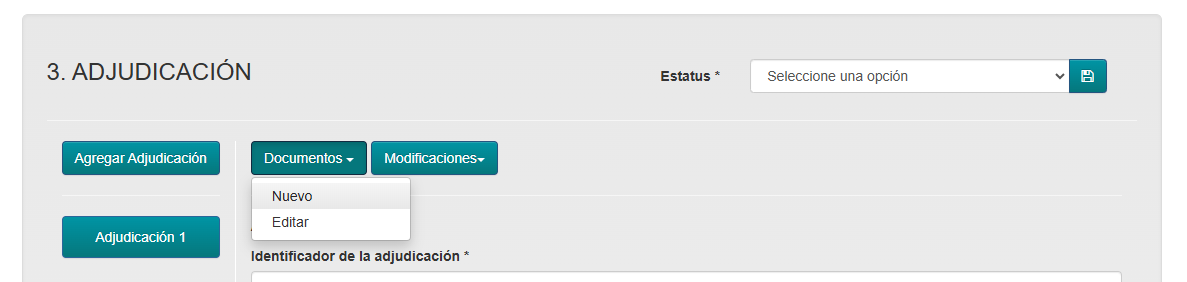 3. ADJUDICACIÓN
Estatus *
Seleccione una opción
Agregar Adjudicación
Documentos
Modificaciones
Nuevo
Editar
Adjudicación 1
Identificador de la adjudicación *